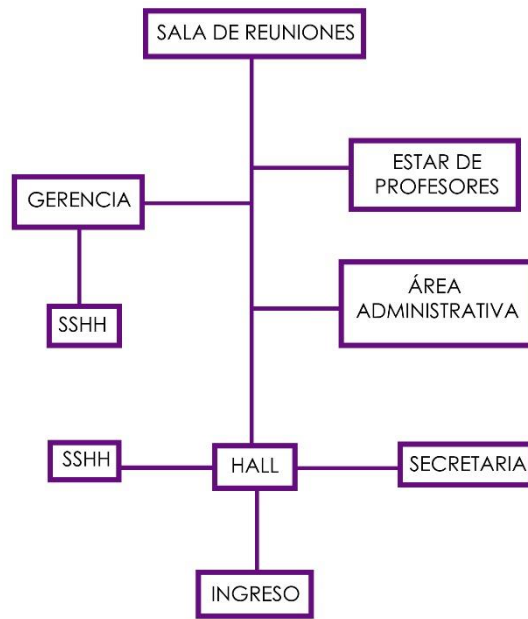 SALA DE REUNIONES
ESTAR DE
PROFESORES
GERENCIA
ÁREA
ADMINISTRATIVA
SSHH
SSHH
HALL
SECRETARIA
INGRESO